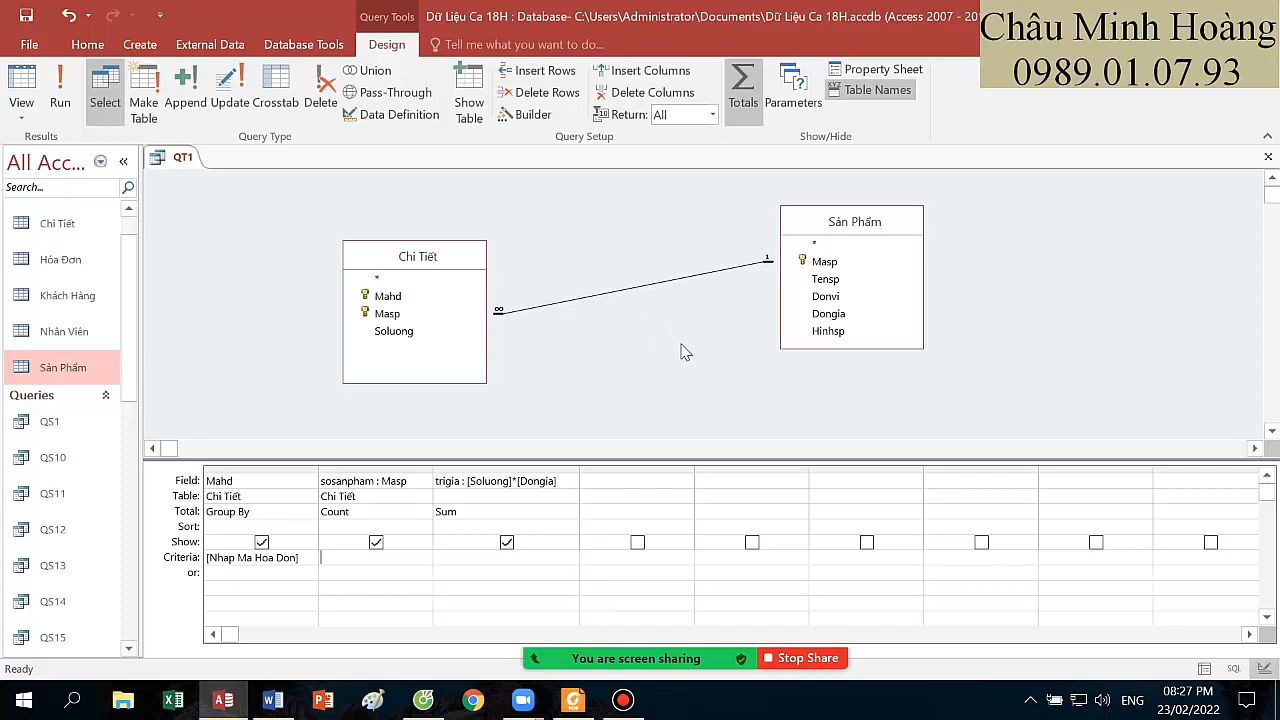 Query Tools
Dữ Liệu Ca 18H : Database- C:\Users\Administrator\Documents\Dữ Liệu Ca 18H.accdb (Access 2007 - 20
Châu Minh Hoàng
0989.01.07.93
File
Home
Create
External Data
Database Tools
Design
Tell me what you want to do...
View
Run
Select
Make Table
Append
Update
Crosstab
Delete
Union
Pass-Through
Data Definition
Show Table
Insert Rows
Delete Rows
Builder
Insert Columns
Delete Columns
Return: All
Totals
Parameters
Property Sheet
Table Names
Results
Query Type
Query Setup
Show/Hide
All Acc...
Search...
QT1
Chi Tiết
Hóa Đơn
Khách Hàng
Nhân Viên
Sản Phẩm
Queries
QS1
QS10
QS11
QS12
QS13
QS14
QS15
Chi Tiết
*
Mahd
Masp
Soluong
∞
1
Sản Phẩm
*
Masp
Tensp
Donvi
Dongia
Hinhsp
Field: Mahd sosanpham : Masp trigia : [Soluong]*[Dongia]
Table: Chi Tiết Chi Tiết
Total: Group By Count Sum
Sort:
Show:
Criteria: [Nhap Ma Hoa Don]
or:
You are screen sharing
Stop Share
Ready
SQL
ENG
08:27 PM
23/02/2022